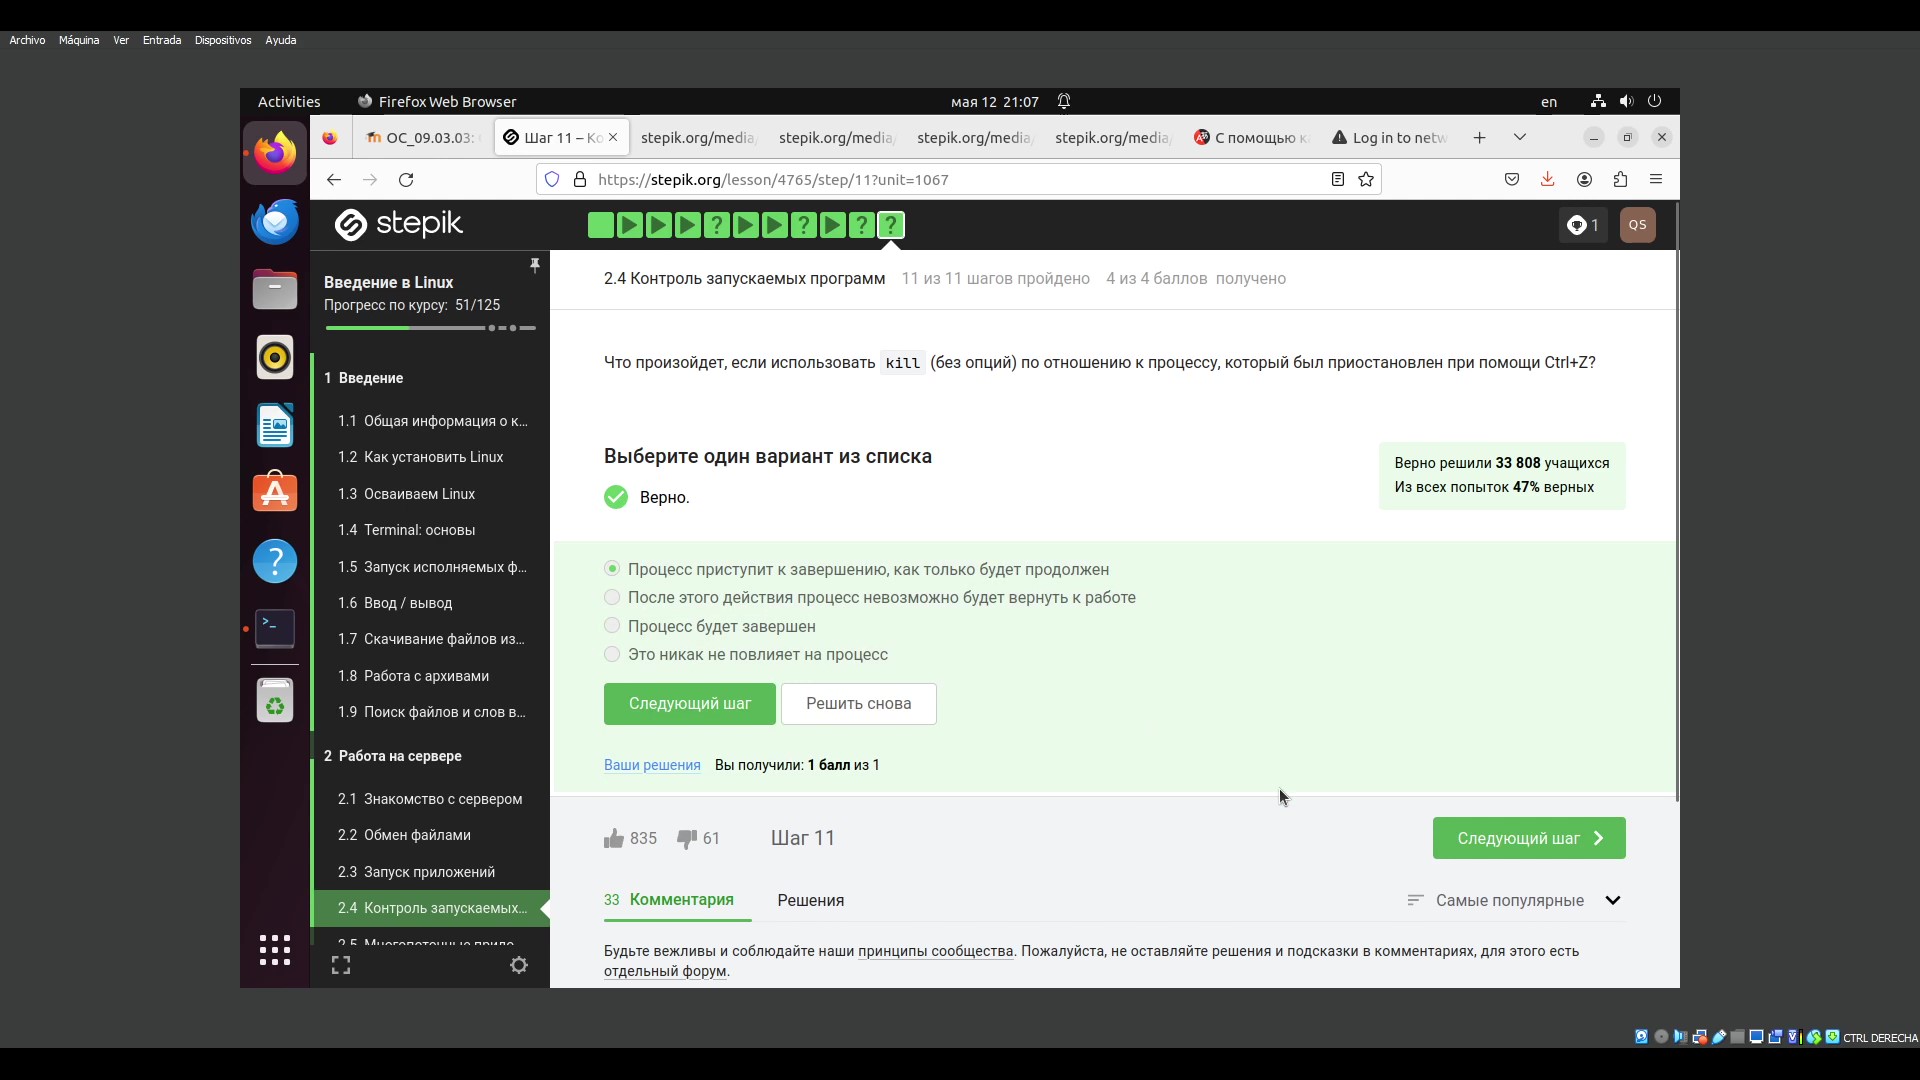 Archivo Máquina Ver Entrada Dispositivos Ayuda
Activities Firefox Web Browser мая 12 21:07 en
ОС_09.03.03: Шаг 11 – Ко stepik.org/media/ stepik.org/media/ stepik.org/media/ stepik.org/media/ С помощью к Log in to netw
https://stepik.org/lesson/4765/step/11?unit=1067
stepik ? ? ? ? 1 QS
Введение в Linux
Прогресс по курсу: 51/125
1 Введение
1.1 Общая информация о к...
1.2 Как установить Linux
1.3 Осваиваем Linux
1.4 Terminal: основы
1.5 Запуск исполняемых ф...
1.6 Ввод / вывод
1.7 Скачивание файлов из...
1.8 Работа с архивами
1.9 Поиск файлов и слов в...
2 Работа на сервере
2.1 Знакомство с сервером
2.2 Обмен файлами
2.3 Запуск приложений
2.4 Контроль запускаемых...
2.5 Многопоточные прило...
2.4 Контроль запускаемых программ 11 из 11 шагов пройдено 4 из 4 баллов получено
Что произойдет, если использовать kill (без опций) по отношению к процессу, который был приостановлен при помощи Ctrl+Z?
Выберите один вариант из списка
Верно.
Верно решили 33 808 учащихся
Из всех попыток 47% верных
Процесс приступит к завершению, как только будет продолжен
После этого действия процесс невозможно будет вернуть к работе
Процесс будет завершен
Это никак не повлияет на процесс
Следующий шаг Решить снова
Ваши решения Вы получили: 1 балл из 1
835 61 Шаг 11 Следующий шаг
33 Комментария Решения Самые популярные
Будьте вежливы и соблюдайте наши принципы сообщества. Пожалуйста, не оставляйте решения и подсказки в комментариях, для этого есть
отдельный форум.
CTRL DERECHA